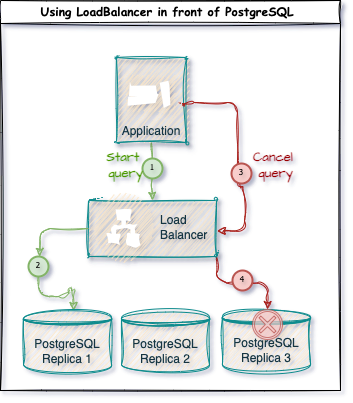 Using LoadBalancer in front of PostgreSQL
Application
Start
query
1
Cancel
query
3
Load
Balancer
2
4
PostgreSQL
Replica 1
PostgreSQL
Replica 2
PostgreSQL
Replica 3